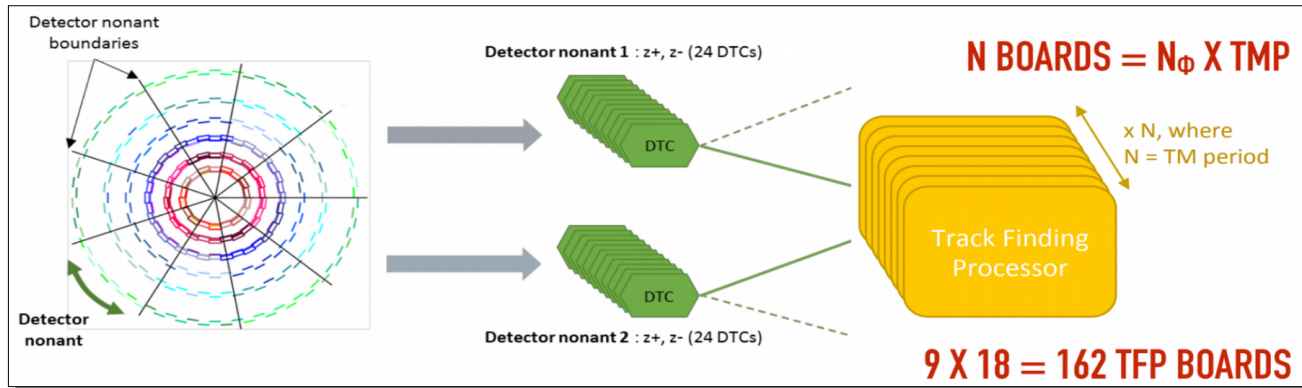 Detector nonant
boundaries
Detector
nonant
Detector nonant 1 : z+, z- (24 DTCs)
DTC
DTC
Detector nonant 2 : z+, z- (24 DTCs)
N BOARDS = NΦ X TMP
x N, where
N = TM period
Track Finding
Processor
9 X 18 = 162 TFP BOARDS